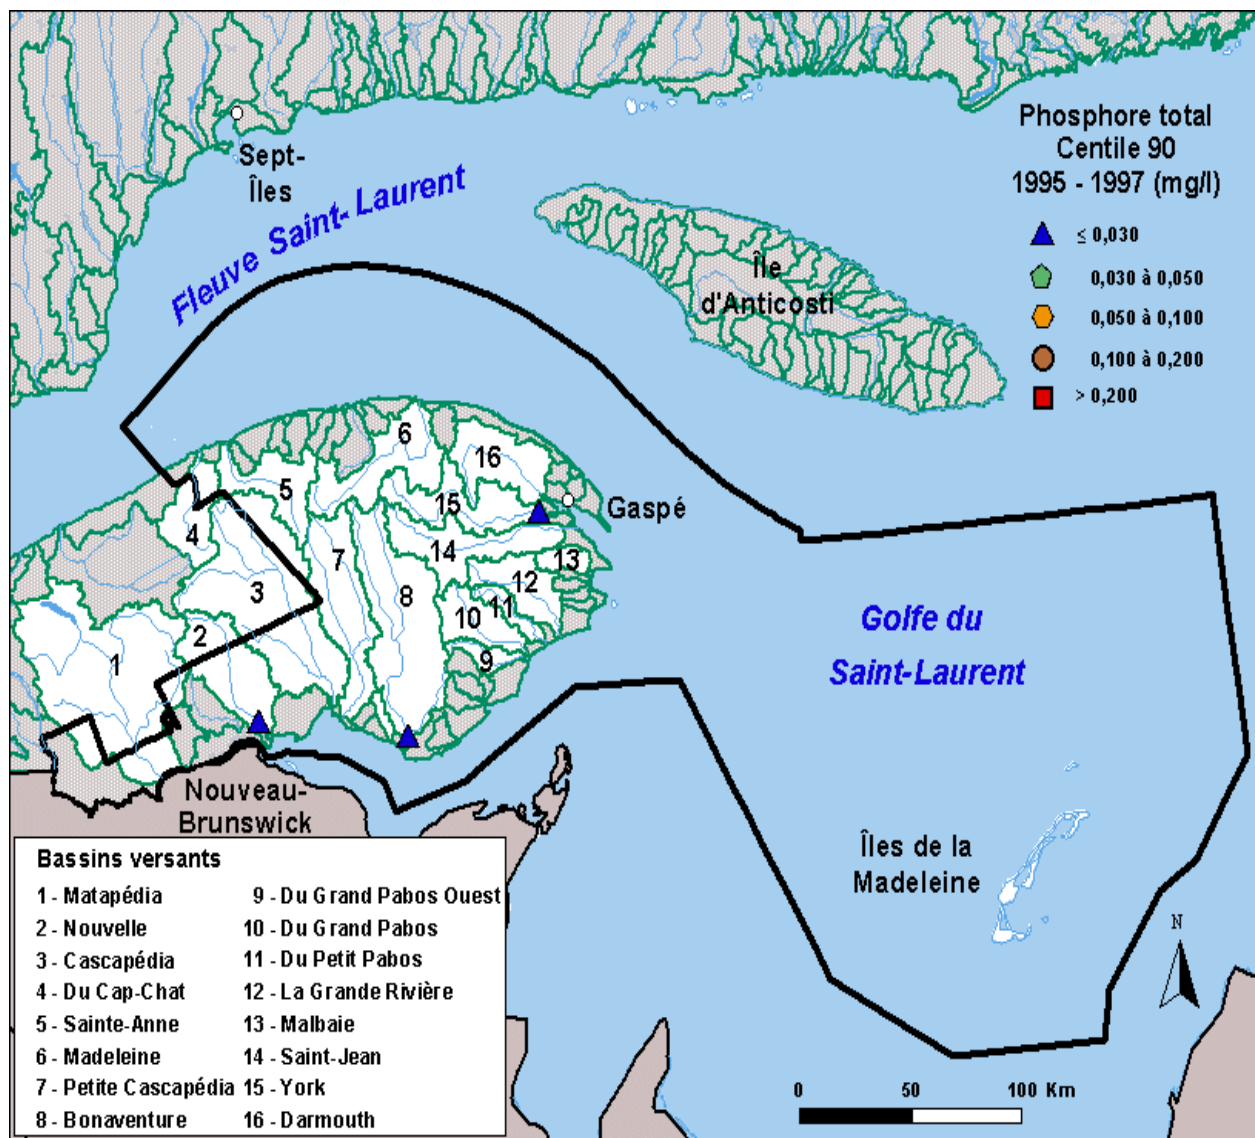 Phosphore total
Centile 90
1995 - 1997 (mg/l)
≤ 0,030
0,030 à 0,050
0,050 à 0,100
0,100 à 0,200
> 0,200
Sept-
Îles
Fleuve Saint-Laurent
Île
d'Anticosti
6
16
5
15
Gaspé
4
14
13
7
12
3
8
11
10
2
9
1
Golfe du
Saint-Laurent
Nouveau-
Brunswick
Îles de la
Madeleine
N
0 50 100 Km
Bassins versants
1 - Matapédia
2 - Nouvelle
3 - Cascapédia
4 - Du Cap-Chat
5 - Sainte-Anne
6 - Madeleine
7 - Petite Cascapédia
8 - Bonaventure
9 - Du Grand Pabos Ouest
10 - Du Grand Pabos
11 - Du Petit Pabos
12 - La Grande Rivière
13 - Malbaie
14 - Saint-Jean
15 - York
16 - Darmouth